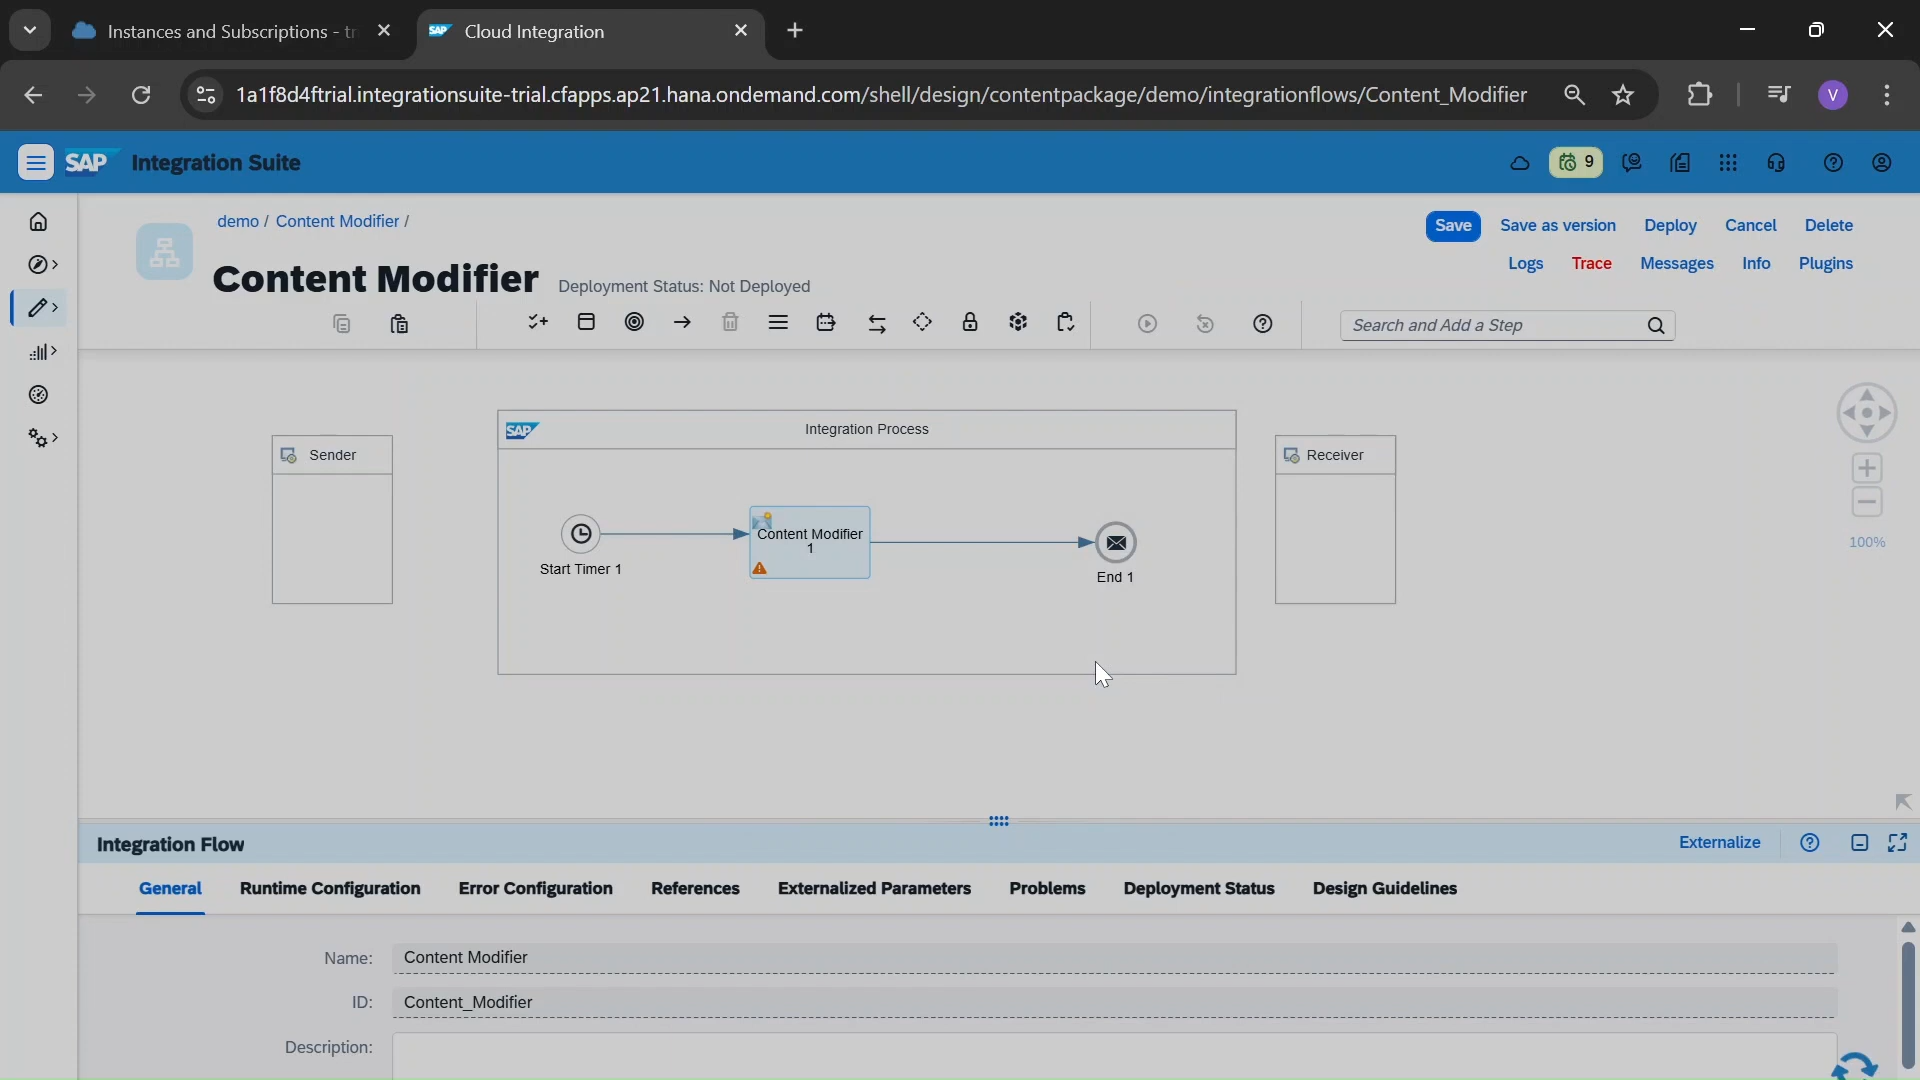 Instances and Subscriptions - tr
SAP Cloud Integration
1a1f8d4ftrial.integrationsuite-trial.cfapps.ap21.hana.ondemand.com/shell/design/contentpackage/demo/integrationflows/Content_Modifier
V
SAP Integration Suite
9
demo / Content Modifier /
Save Save as version Deploy Cancel Delete
Content Modifier Deployment Status: Not Deployed
Logs Trace Messages Info Plugins
Search and Add a Step
SAP Integration Process
Sender
Receiver
Content Modifier
1
Start Timer 1
End 1
100%
Integration Flow
Externalize
General Runtime Configuration Error Configuration References Externalized Parameters Problems Deployment Status Design Guidelines
Name: Content Modifier
ID: Content_Modifier
Description: